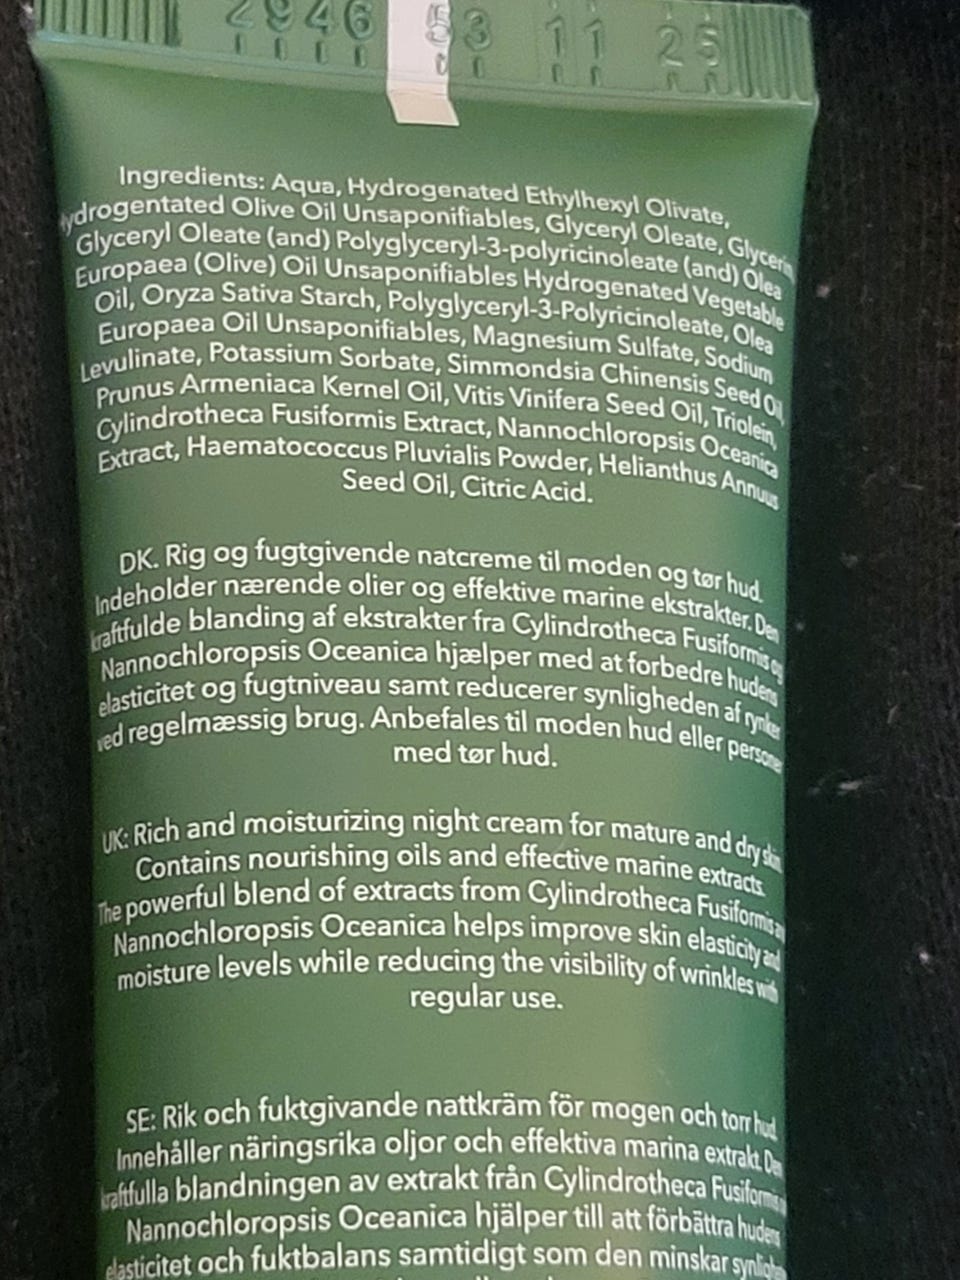 2946 53 11 25
Ingredients: Aqua, Hydrogenated Ethylhexyl Olivate,
Hydrogentated Olive Oil Unsaponifiables, Glyceryl Oleate, Glycerin
Glyceryl Oleate (and) Polyglyceryl-3-polyricinoleate (and) Olea
Europaea (Olive) Oil Unsaponifiables Hydrogenated Vegetable
Oil, Oryza Sativa Starch, Polyglyceryl-3-Polyricinoleate, Olea
Europaea Oil Unsaponifiables, Magnesium Sulfate, Sodium
Levulinate, Potassium Sorbate, Simmondsia Chinensis Seed Oil,
Prunus Armeniaca Kernel Oil, Vitis Vinifera Seed Oil, Triolein,
Cylindrotheca Fusiformis Extract, Nannochloropsis Oceanica
Extract, Haematococcus Pluvialis Powder, Helianthus Annuus
Seed Oil, Citric Acid.
DK. Rig og fugtgivende natcreme til moden og tør hud.
Indeholder nærende olier og effektive marine ekstrakter. Den
kraftfulde blanding af ekstrakter fra Cylindrotheca Fusiformis og
Nannochloropsis Oceanica hjælper med at forbedre hudens
elasticitet og fugtniveau samt reducerer synligheden af rynker
ved regelmæssig brug. Anbefales til moden hud eller personer
med tør hud.
UK: Rich and moisturizing night cream for mature and dry skin.
Contains nourishing oils and effective marine extracts.
The powerful blend of extracts from Cylindrotheca Fusiformis and
Nannochloropsis Oceanica helps improve skin elasticity and
moisture levels while reducing the visibility of wrinkles with
regular use.
SE: Rik och fuktgivande nattkräm för mogen och torr hud.
Innehåller näringsrika oljor och effektiva marina extrakt. Den
kraftfulla blandningen av extrakt från Cylindrotheca Fusiformis
Nannochloropsis Oceanica hjälper till att förbättra hudens
elasticitet och fuktbalans samtidigt som den minskar